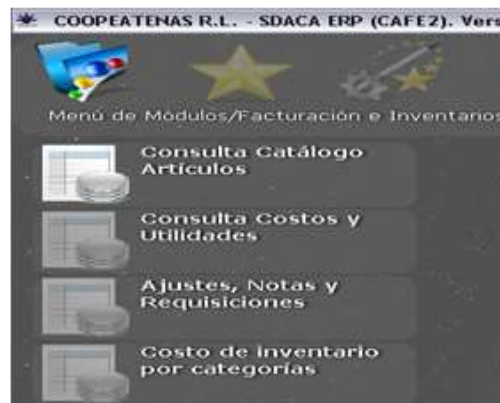 COOPEATENAS R.L. - SDACA ERP (CAFE2). Vers
Menú de Módulos/Facturación e Inventarios
Consulta Catálogo
Artículos
Consulta Costos y
Utilidades
Ajustes, Notas y
Requisiciones
Costo de inventario
por categorías